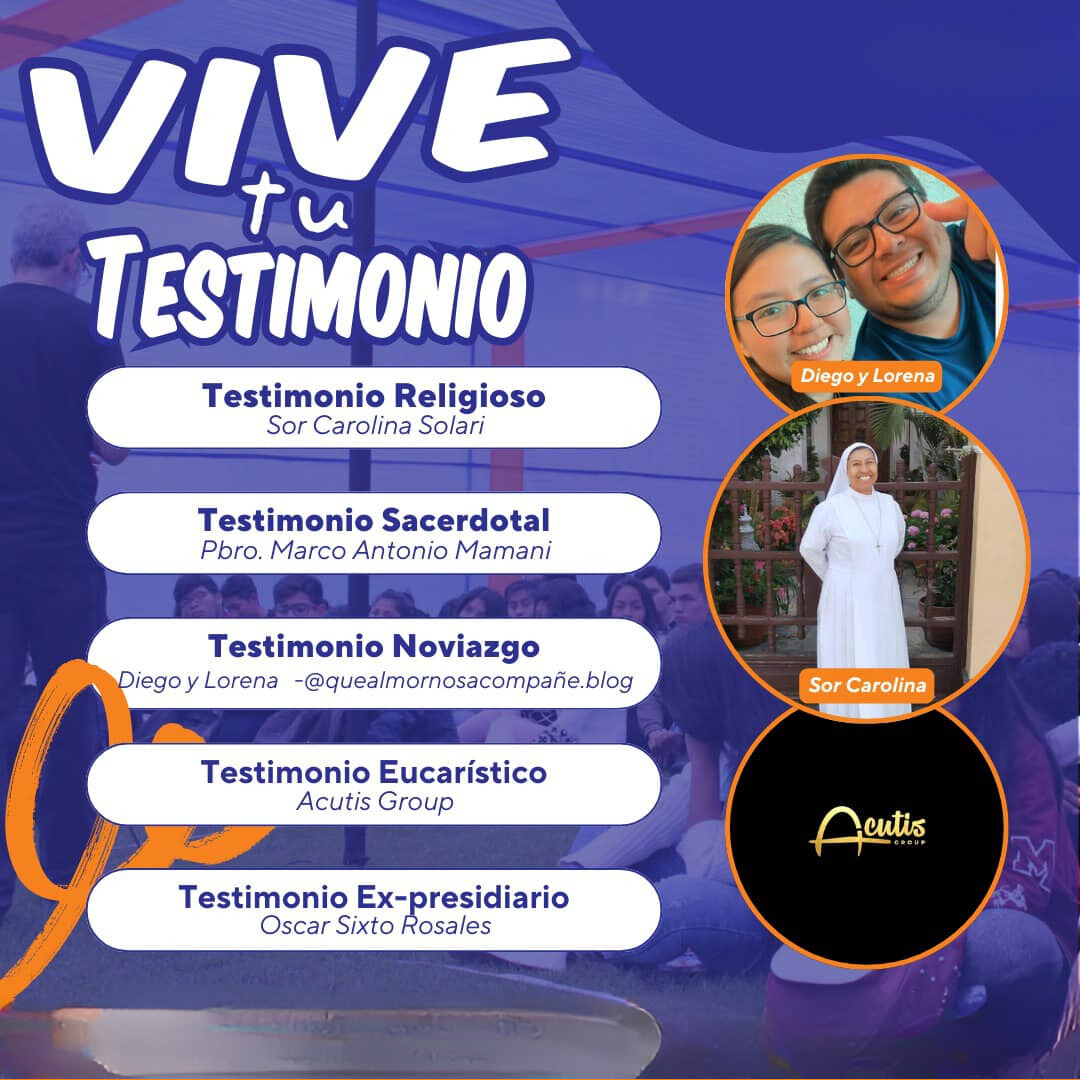 VIVE
tu
TESTIMONIO
Testimonio Religioso
Sor Carolina Solari
Testimonio Sacerdotal
Pbro. Marco Antonio Mamani
Testimonio Noviazgo
Diego y Lorena -@quealmornosacompañe.blog
Testimonio Eucarístico
Acutis Group
Testimonio Ex-presidiario
Oscar Sixto Rosales
Diego y Lorena
Sor Carolina
Acutis
GROUP
M